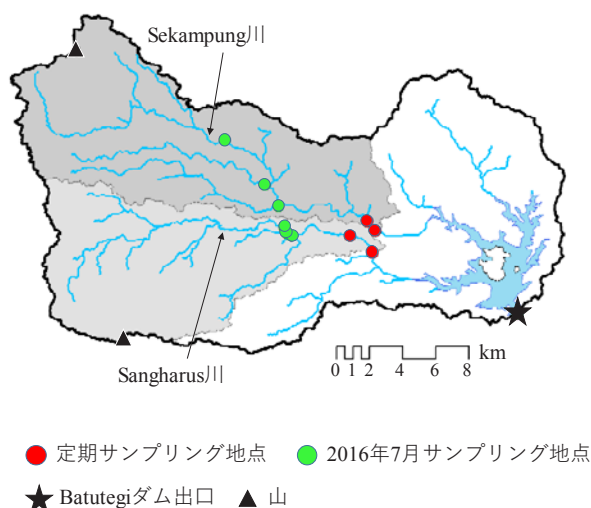 Sekampung川
Sangharus川
km
0 1 2 4 6 8
定期サンプリング地点 2016年7月サンプリング地点
Batutegiダム出口 山